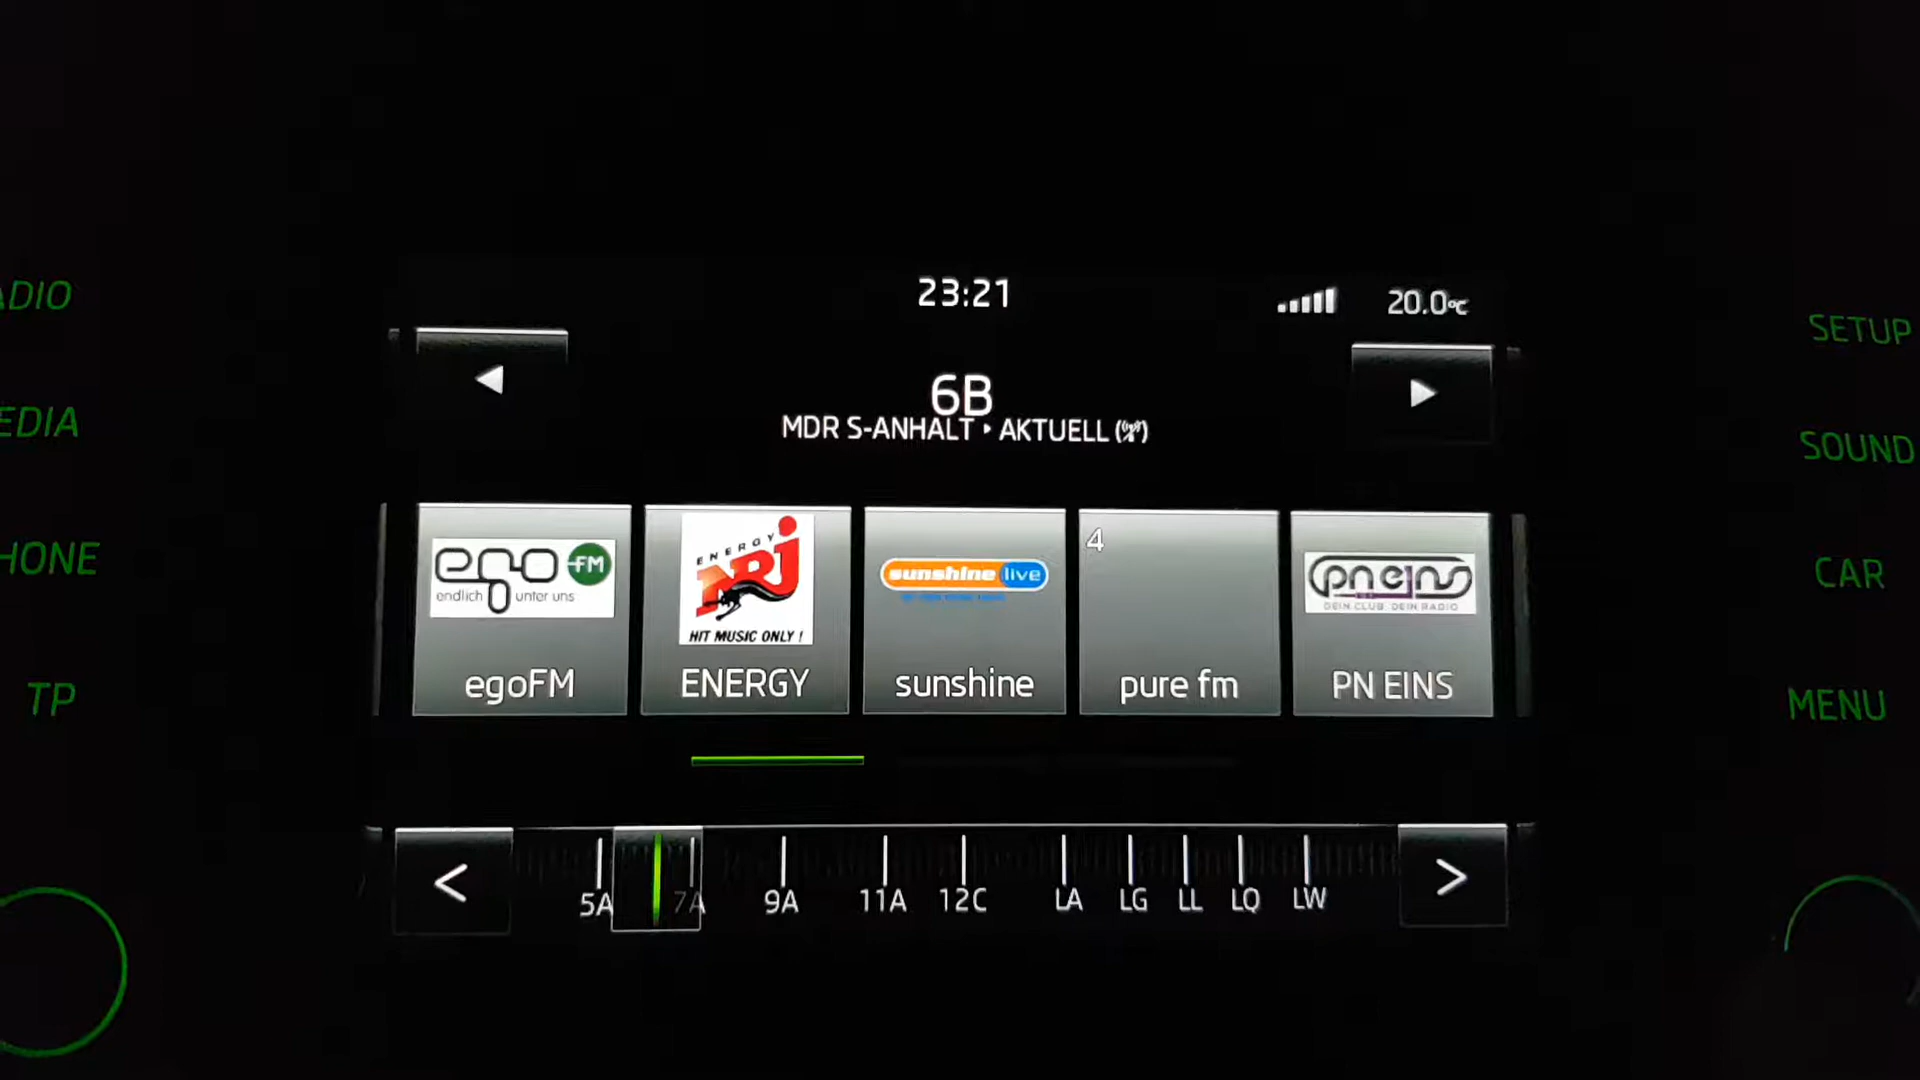 23:21
20.0°C
ADIO
SETUP
6B
MDR S-ANHALT ▸ AKTUELL
EDIA
SOUND
ego FM
endlich unter uns
ENERGY
NRJ
HIT MUSIC ONLY !
sunshine live
4
pn eins
DEIN CLUB DEIN RADIO
HONE
CAR
egoFM
ENERGY
sunshine
pure fm
PN EINS
TP
MENU
< 5A 7A 9A 11A 12C LA LG LL LQ LW >